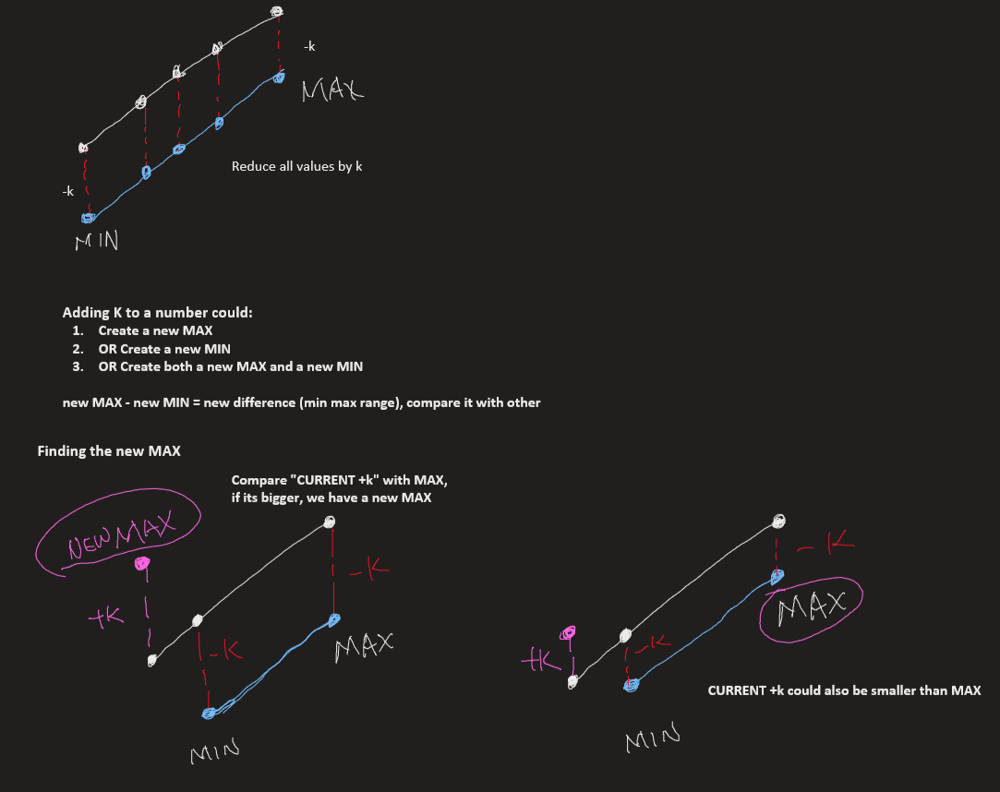 -k
MAX
Reduce all values by k
-k
MIN
Adding K to a number could:
1. Create a new MAX
2. OR Create a new MIN
3. OR Create both a new MAX and a new MIN
new MAX - new MIN = new difference (min max range), compare it with other
Finding the new MAX
Compare "CURRENT +k" with MAX,
if its bigger, we have a new MAX
NEW MAX
+K
-K
-K
MAX
MIN
-K
MAX
+K
-K
CURRENT +k could also be smaller than MAX
MIN